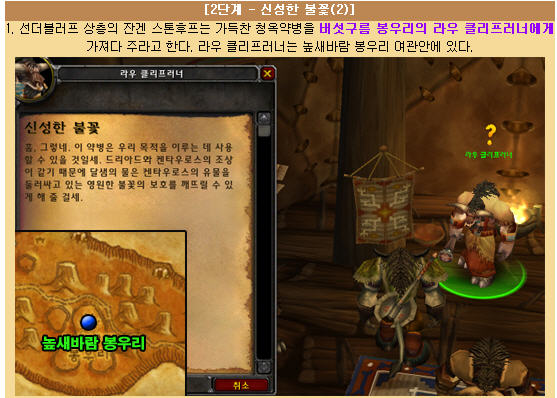 [2단계 - 신성한 불꽃(2)]
1. 선더블러프 상층의 잔겐 스톤후프는 가득찬 청옥약병을 버섯구름 봉우리의 라우 클리프러너에게
가져다 주라고 한다. 라우 클리프러너는 높새바람 봉우리 여관안에 있다.
라우 클리프러너
신성한 불꽃
흠, 그렇네. 이 약병은 우리 목적을 이루는 데 사용
할 수 있을 것일세. 드리아드와 켄타우로스의 조상
이 같기 때문에 달샘의 물은 켄타우로스의 유물을
둘러싸고 있는 영원한 불꽃의 보호를 깨뜨릴 수 있
게 해 줄 걸세.
라우 클리프러너
높새바람 봉우리
취소